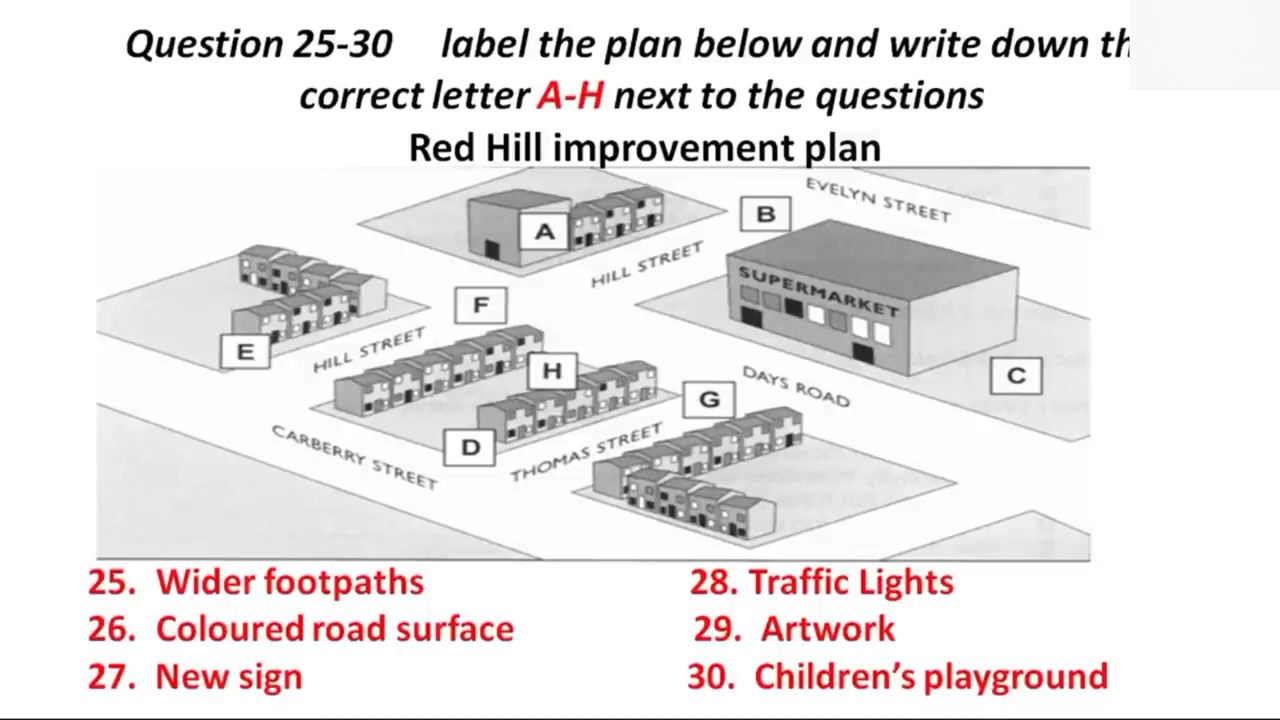 Question 25-30 label the plan below and write down th
correct letter A-H next to the questions
Red Hill improvement plan
EVELYN STREET
B
A
HILL STREET
SUPERMARKET
F
E
HILL STREET
H
C
DAYS ROAD
G
D
CARBERRY STREET
THOMAS STREET
25. Wider footpaths
28. Traffic Lights
26. Coloured road surface
29. Artwork
27. New sign
30. Children's playground